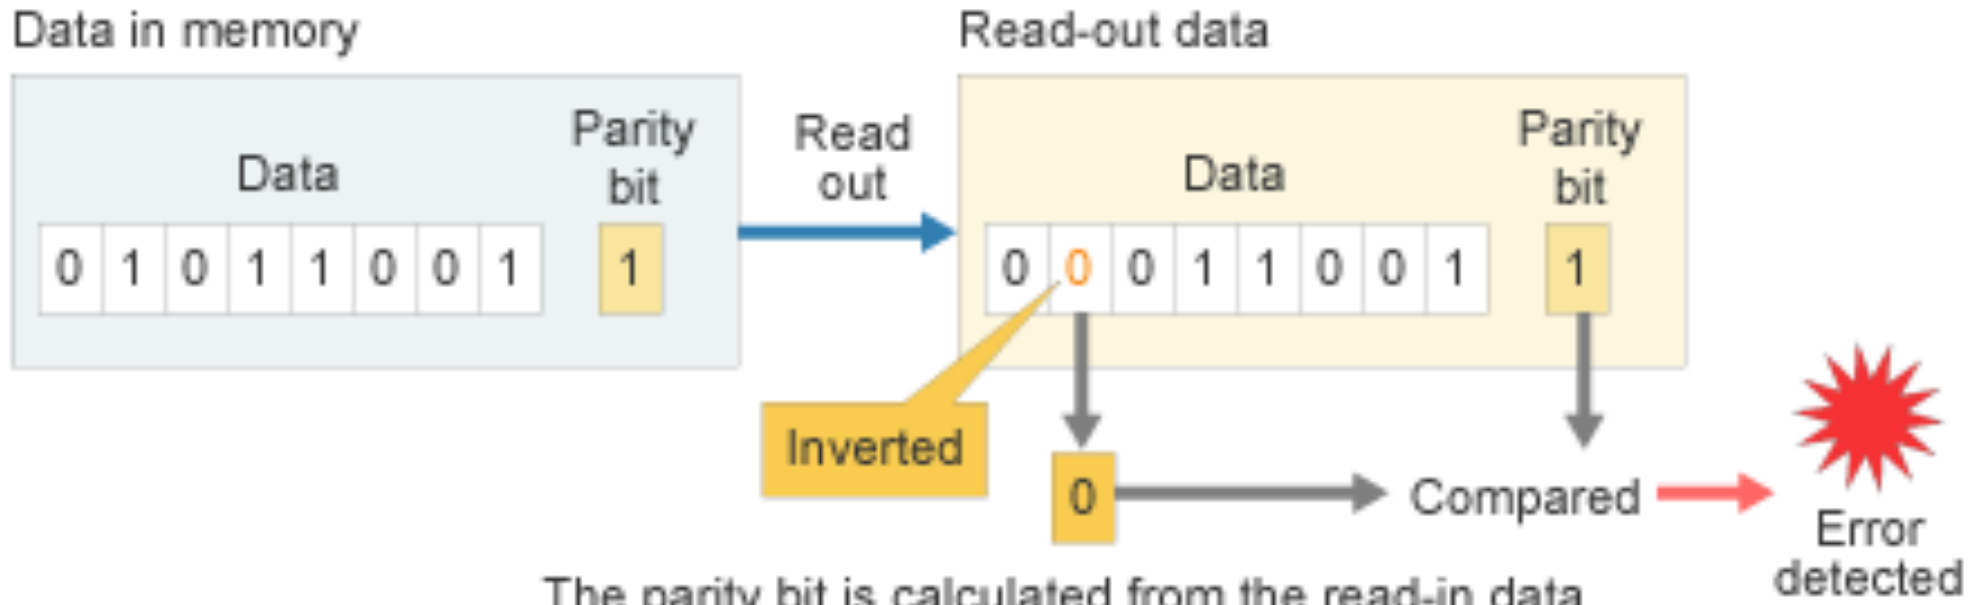 Data in memory
Read-out data
Data
Parity
bit
0 1 0 1 1 0 0 1
1
Read
out
Data
Parity
bit
0 0 0 1 1 0 0 1
1
Inverted
0
Compared
Error
detected
The parity bit is calculated from the read-in data